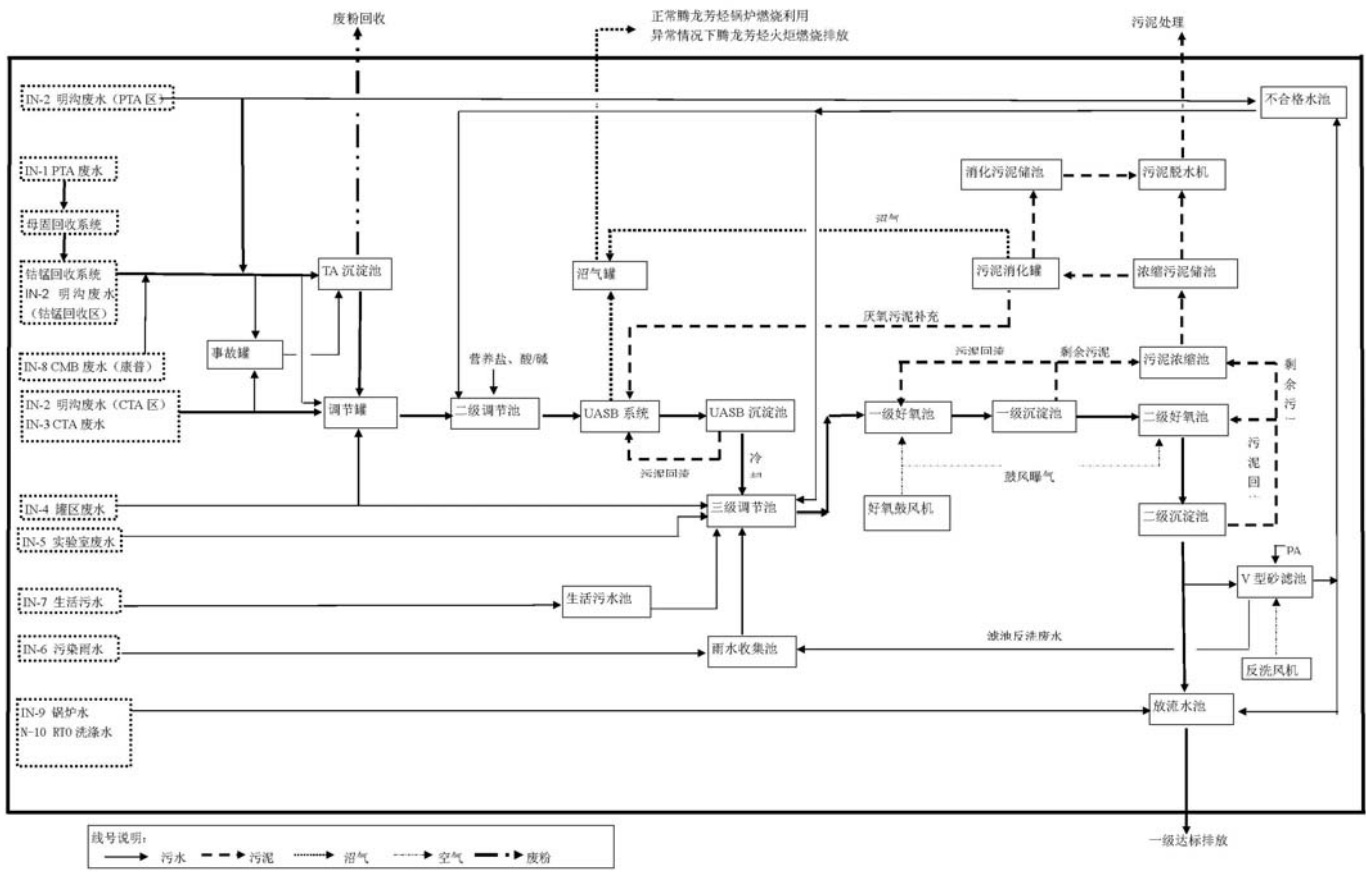 废粉回收
正常腾龙芳烃锅炉燃烧利用
异常情况下腾龙芳烃火炬燃烧排放
污泥处理
IN-2 明沟废水（PTA 区）
不合格水池
IN-1 PTA 废水
消化污泥储池
污泥脱水机
母固回收系统
沼气
钴锰回收系统
IN-2 明沟废水
（钴锰回收区）
TA 沉淀池
沼气罐
污泥消化罐
浓缩污泥储池
厌氧污泥补充
事故罐
营养盐、酸/碱
污泥回流
剩余污泥
污泥浓缩池
IN-8 CMB 废水（康普）
剩余污
IN-2 明沟废水（CTA 区）
IN-3 CTA 废水
调节罐
二级调节池
UASB 系统
UASB 沉淀池
一级好氧池
一级沉淀池
二级好氧池
污泥回流
冷
鼓风曝气
污泥回
IN-4 罐区废水
三级调节池
好氧鼓风机
二级沉淀池
IN-5 实验室废水
PA
V 型砂滤池
IN-7 生活污水
生活污水池
滤池反洗废水
IN-6 污染雨水
雨水收集池
反洗风机
IN-9 锅炉水
N-10 RTO 洗涤水
放流水池
一级达标排放
线号说明：
污水
污泥
沼气
空气
废粉